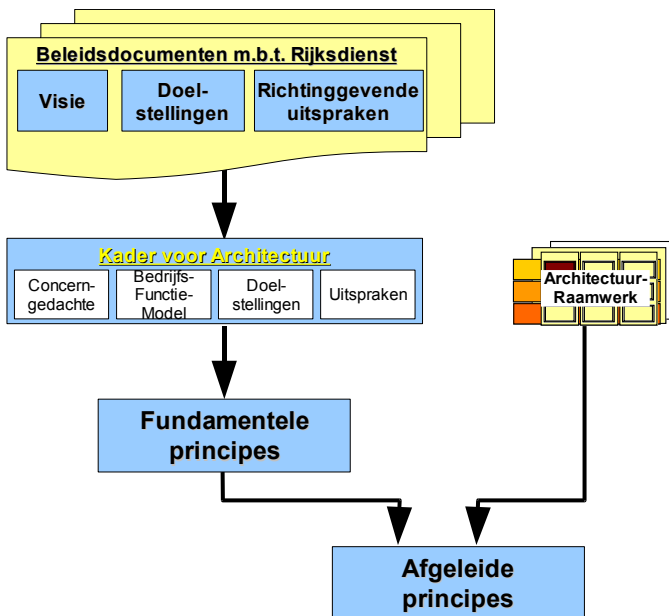 Beleidsdocumenten m.b.t. Rijksdienst
Visie
Doel-
stellingen
Richtinggevende
uitspraken
Kader voor Architectuur
Concern-
gedachte
Bedrijfs-
Functie-
Model
Doel-
stellingen
Uitspraken
Architectuur-
Raamwerk
Fundamentele
principes
Afgeleide
principes